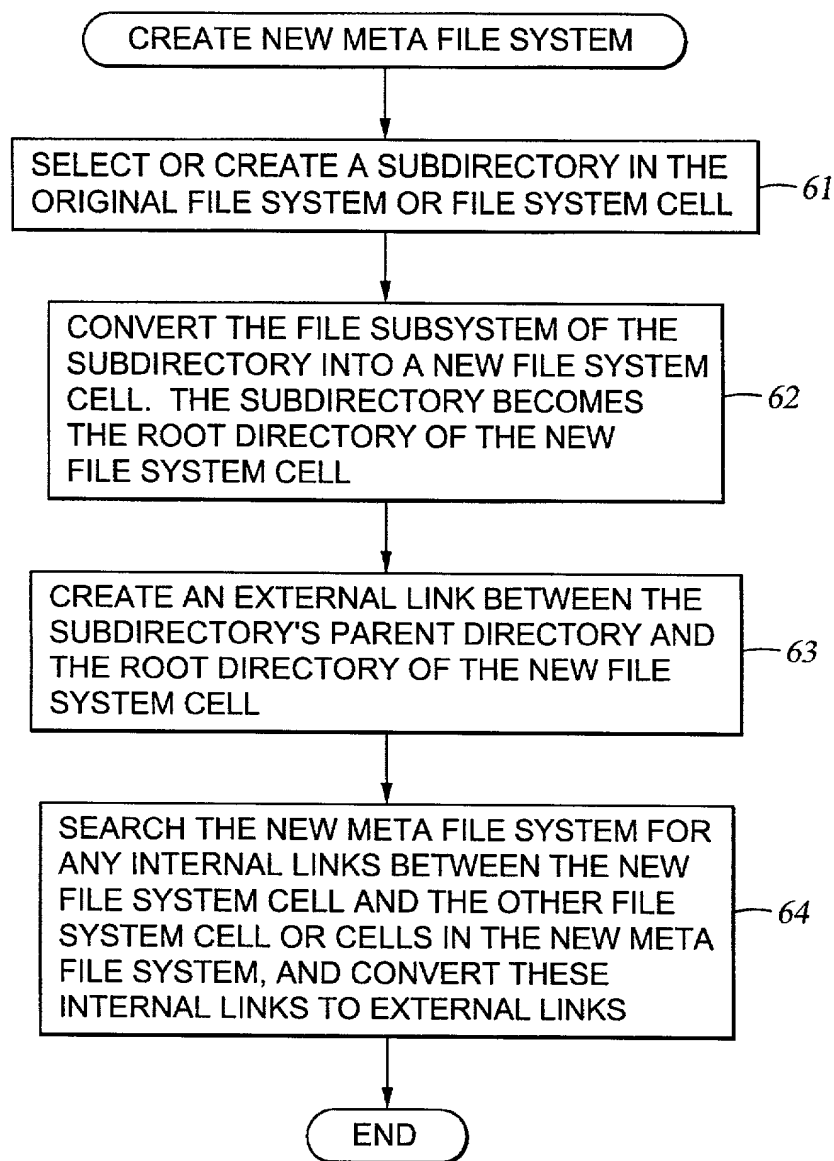 CREATE NEW META FILE SYSTEM
SELECT OR CREATE A SUBDIRECTORY IN THE
ORIGINAL FILE SYSTEM OR FILE SYSTEM CELL
61
CONVERT THE FILE SUBSYSTEM OF THE
SUBDIRECTORY INTO A NEW FILE SYSTEM
CELL. THE SUBDIRECTORY BECOMES
THE ROOT DIRECTORY OF THE NEW
FILE SYSTEM CELL
62
CREATE AN EXTERNAL LINK BETWEEN THE
SUBDIRECTORY'S PARENT DIRECTORY AND
THE ROOT DIRECTORY OF THE NEW FILE
SYSTEM CELL
63
SEARCH THE NEW META FILE SYSTEM FOR
ANY INTERNAL LINKS BETWEEN THE NEW
FILE SYSTEM CELL AND THE OTHER FILE
SYSTEM CELL OR CELLS IN THE NEW META
FILE SYSTEM, AND CONVERT THESE
INTERNAL LINKS TO EXTERNAL LINKS
64
END